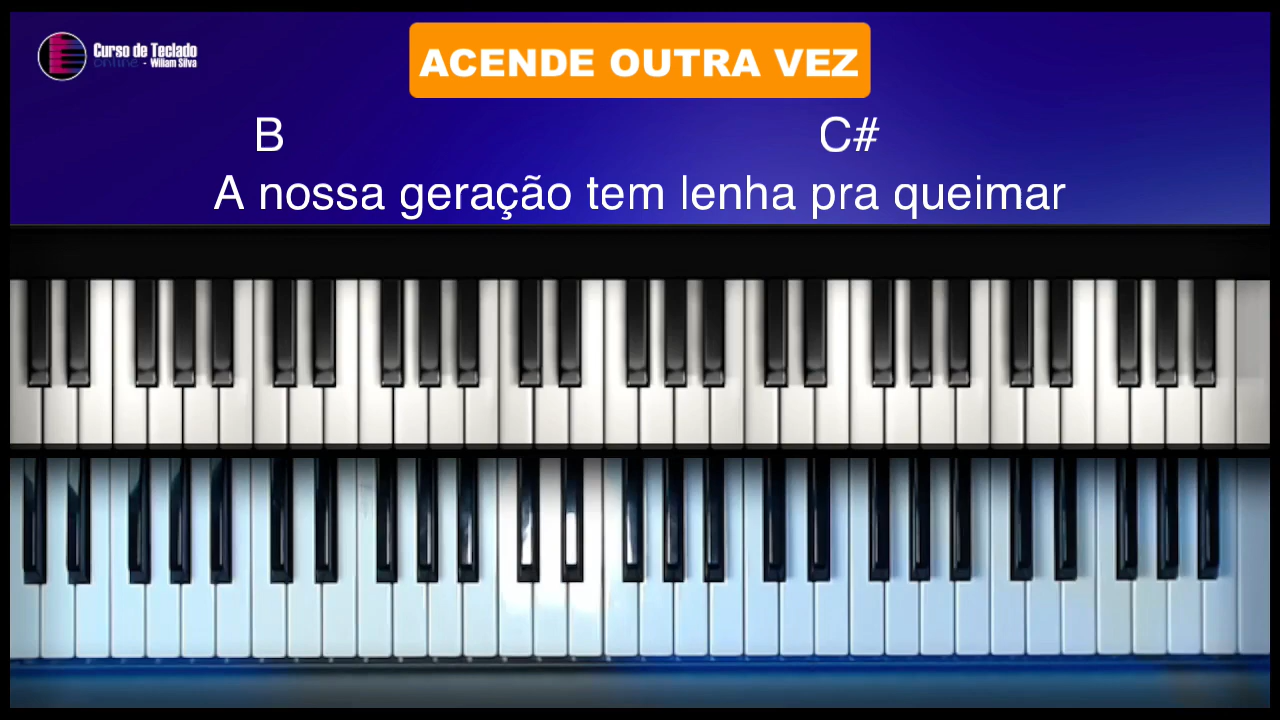 Curso de Teclado
online - Wiliam Silva
ACENDE OUTRA VEZ
B C#
A nossa geração tem lenha pra queimar